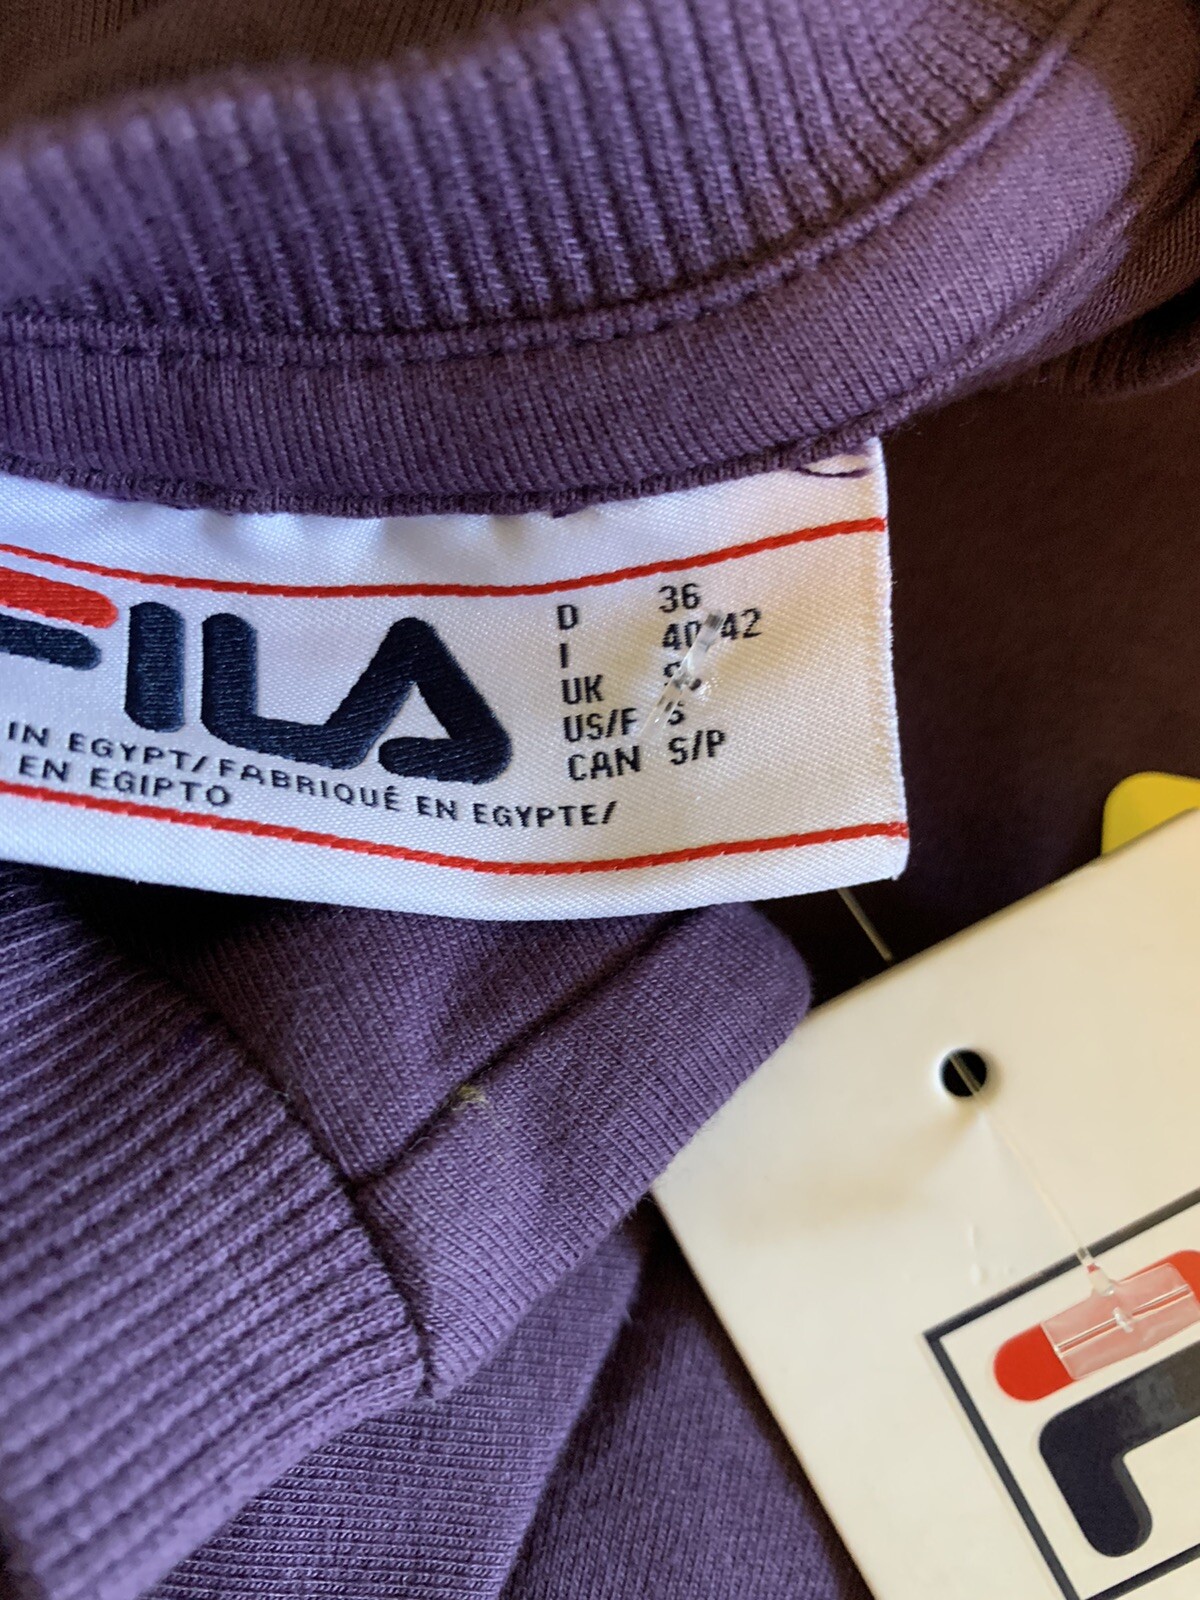 FILA
D 36
I 40/42
UK
US/F S
CAN S/P
IN EGYPT/FABRIQUÉ EN EGYPTE/
EN EGIPTO